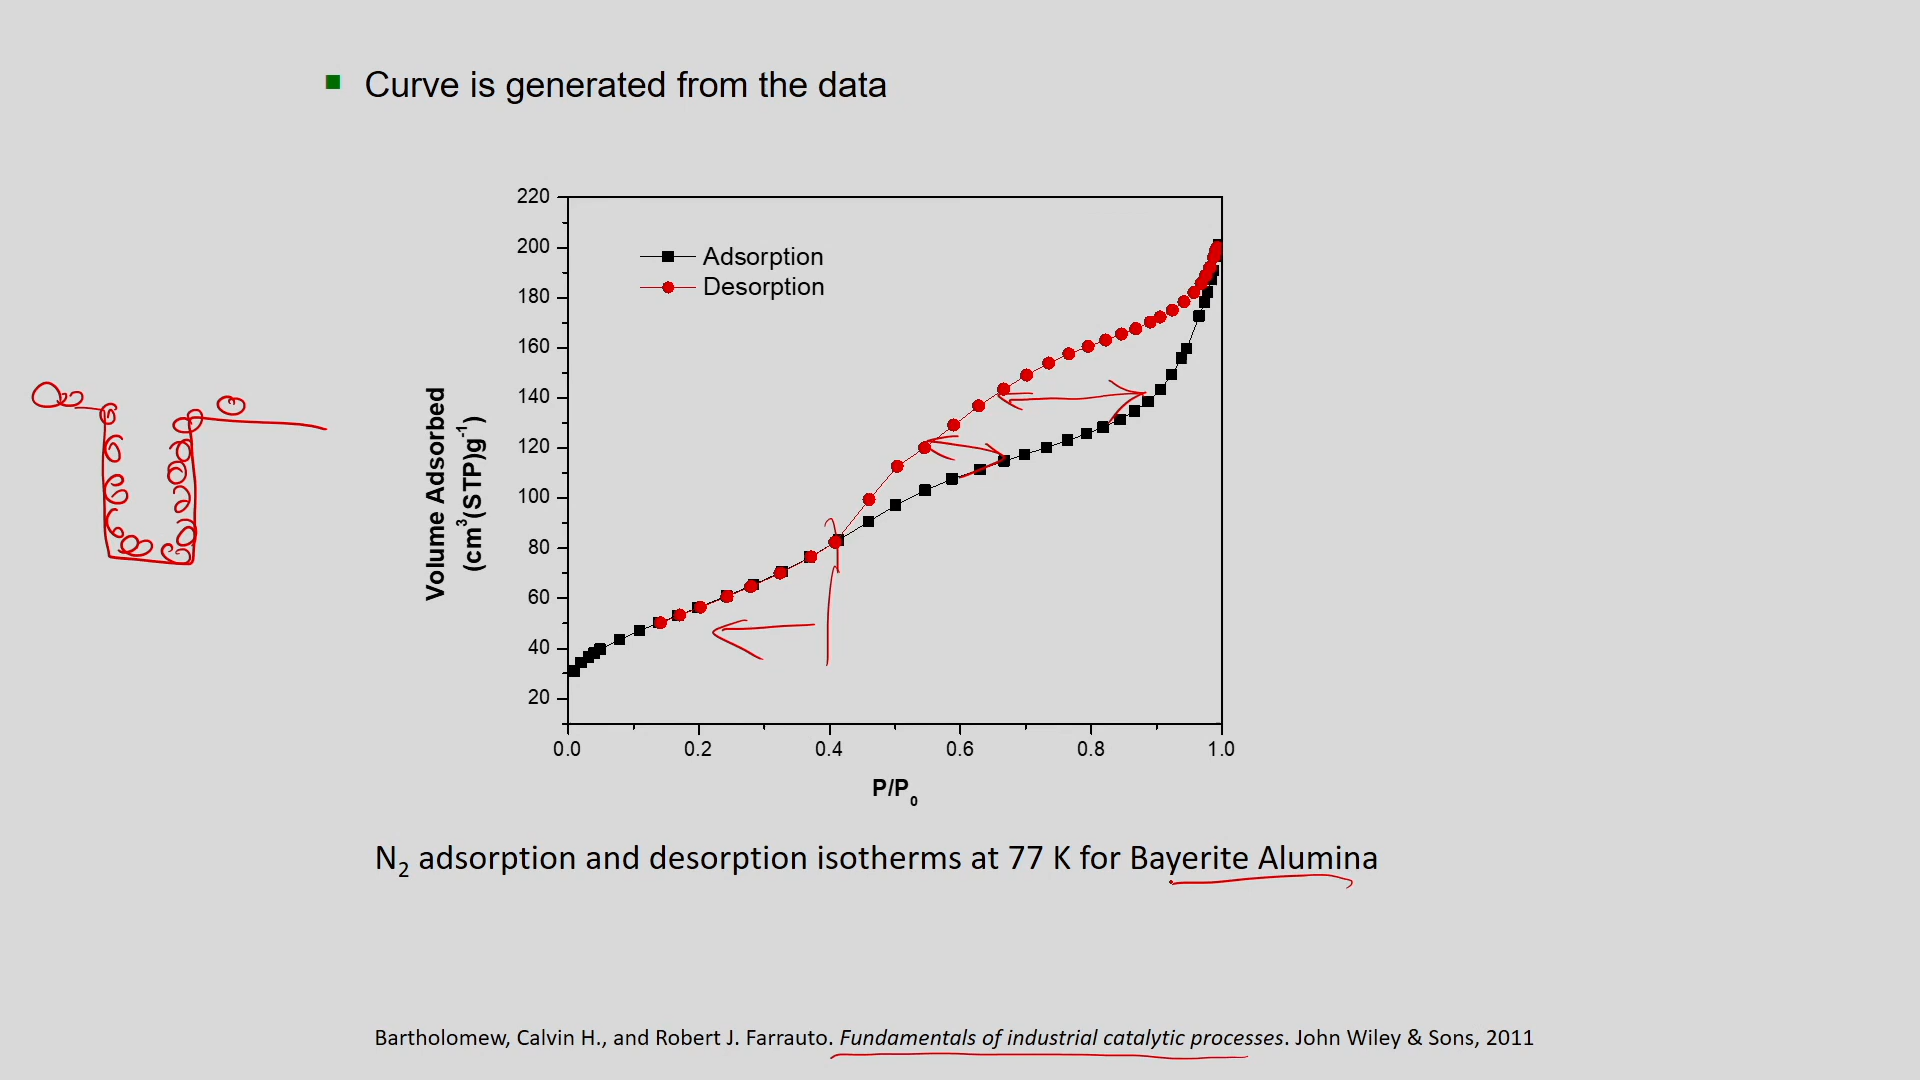 Curve is generated from the data
220
200
180
160
140
120
100
80
60
40
20
Adsorption
Desorption
Volume Adsorbed
(cm³(STP)g⁻¹)
0.0 0.2 0.4 0.6 0.8 1.0
P/P₀
N₂ adsorption and desorption isotherms at 77 K for Bayerite Alumina
Bartholomew, Calvin H., and Robert J. Farrauto. Fundamentals of industrial catalytic processes. John Wiley & Sons, 2011